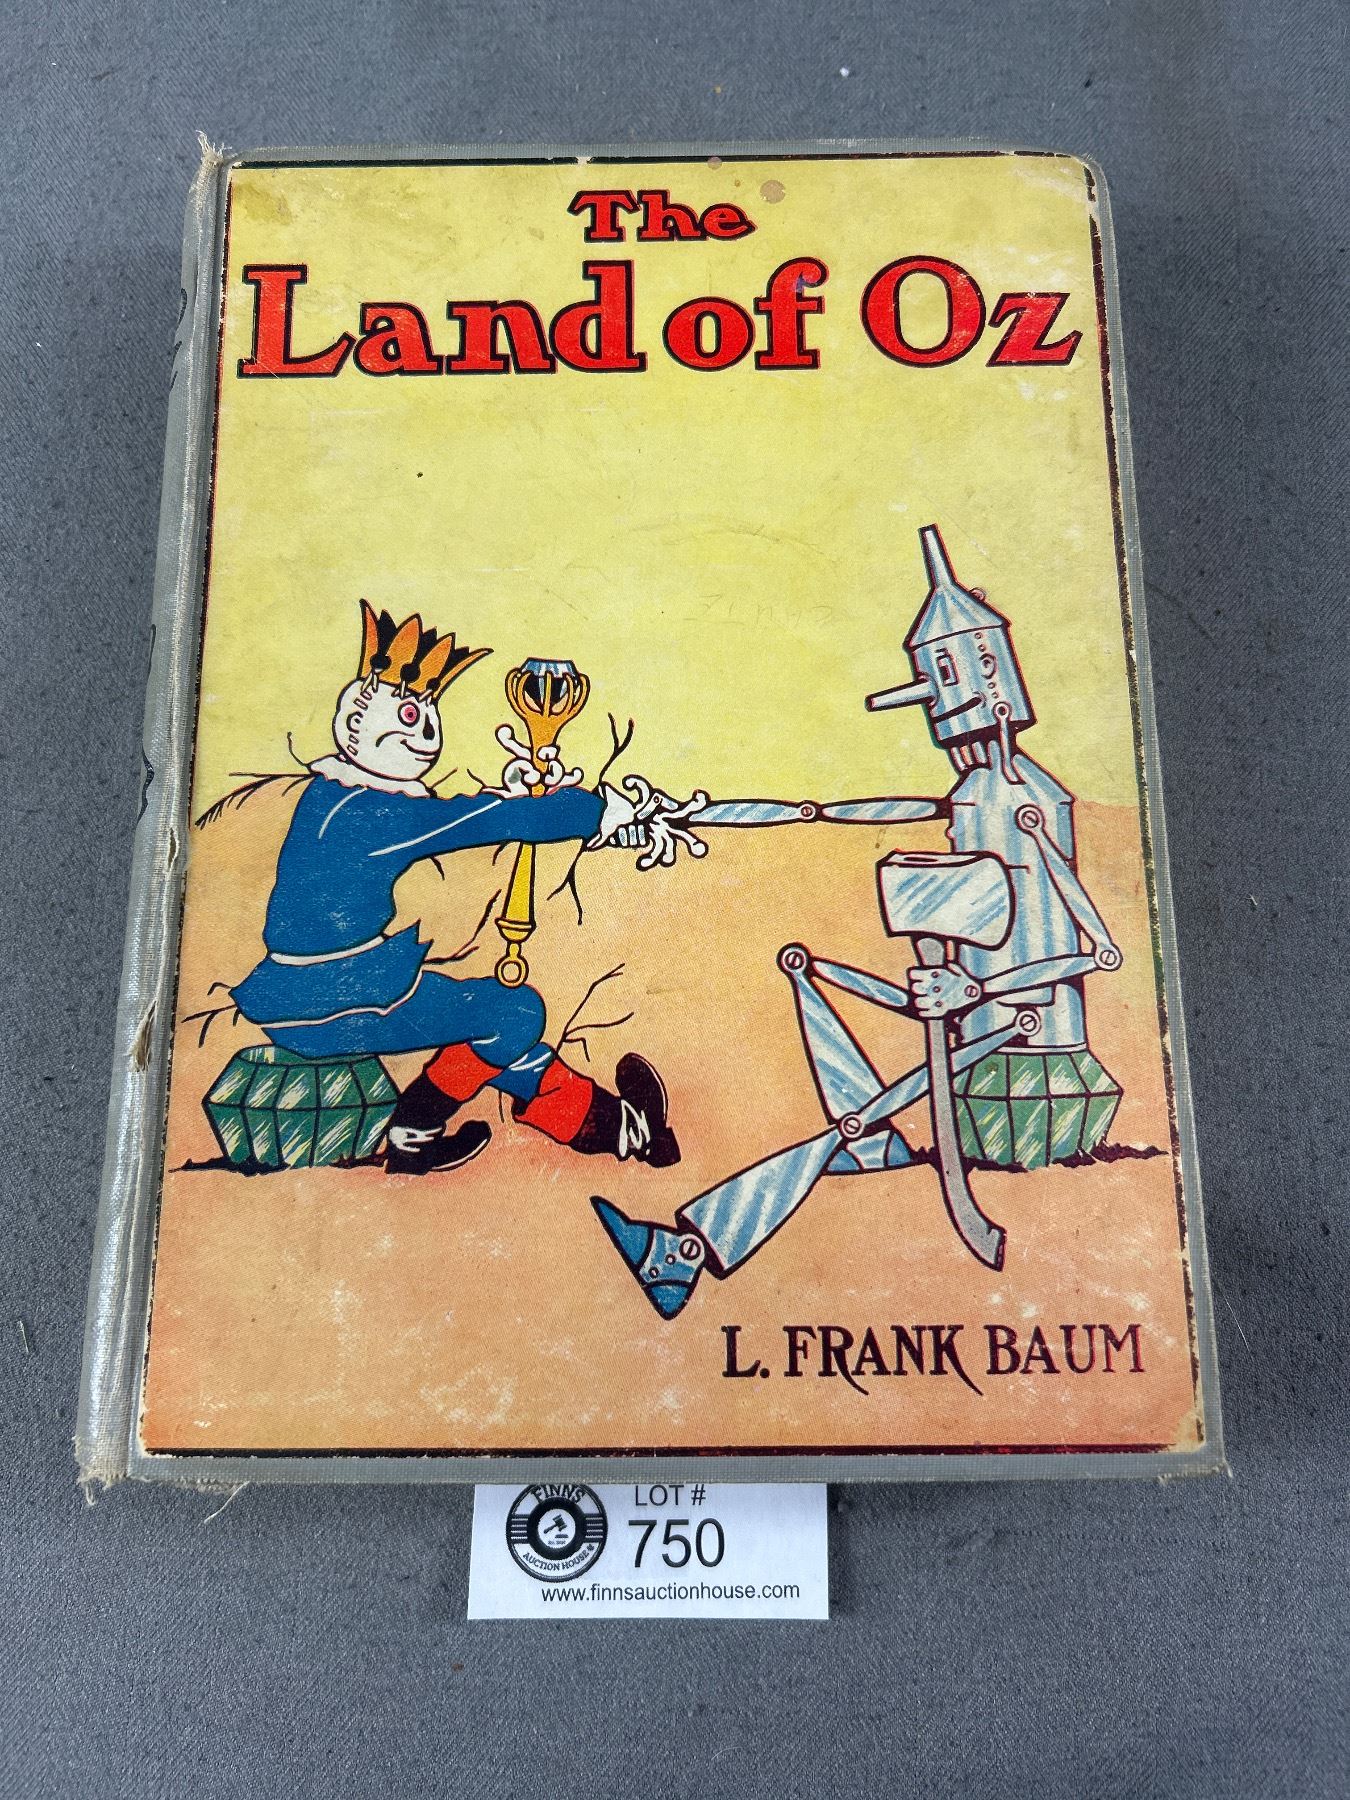 The
Land of Oz
L. FRANK BAUM
FINNS
AUCTION HOUSE
LOT #
750
www.finnsauctionhouse.com